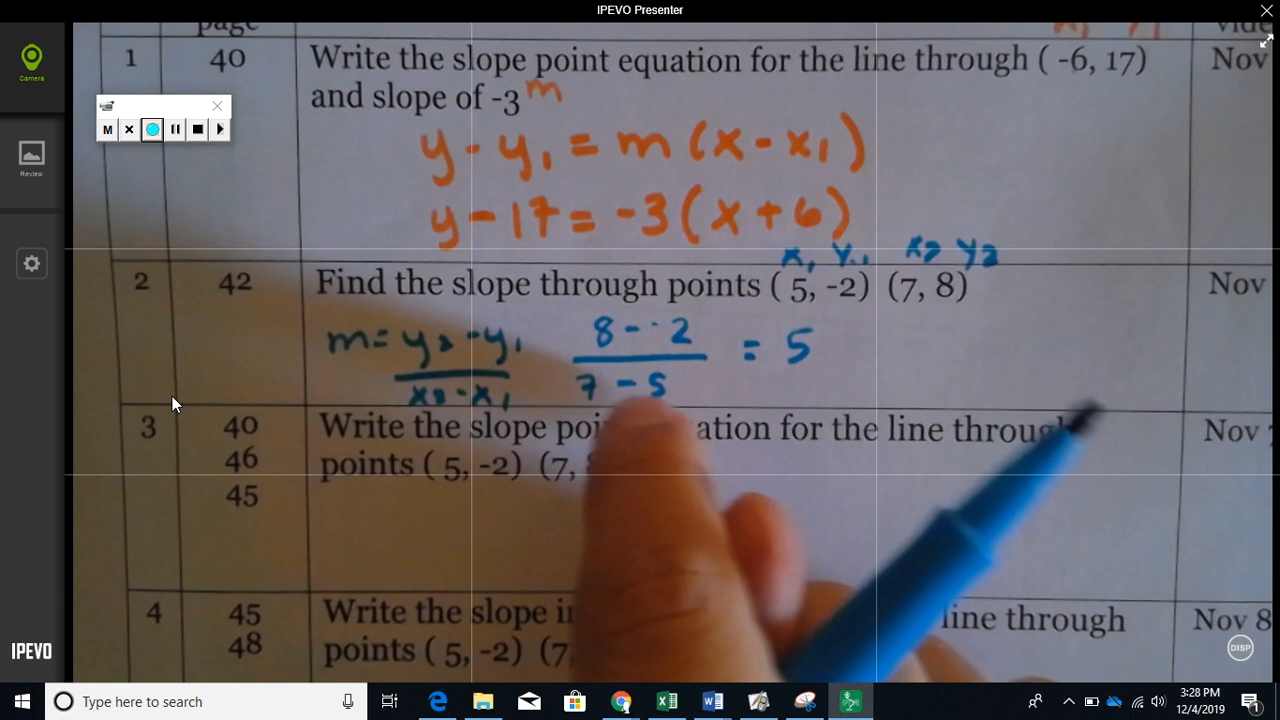 IPEVO Presenter
page
1 40 Write the slope point equation for the line through ( -6, 17) Nov
and slope of -3 m
M
Camera
y - y₁ = m (x - x₁)
Review
y - 17 = -3 (x + 6)
x₁ y₁ x₂ y₂
2 42 Find the slope through points ( 5, -2) (7, 8) Nov
m = y₂ - y₁ 8 - - 2 = 5
x₂ - x₁ 7 - 5
3 40 Write the slope ation for the line Nov
46 points ( 5, -2) (7,
45
4 45 Write the slope line through Nov 8
48 points ( 5, -2) (7,
IPEVO
DISP
Type here to search
3:28 PM
12/4/2019
1